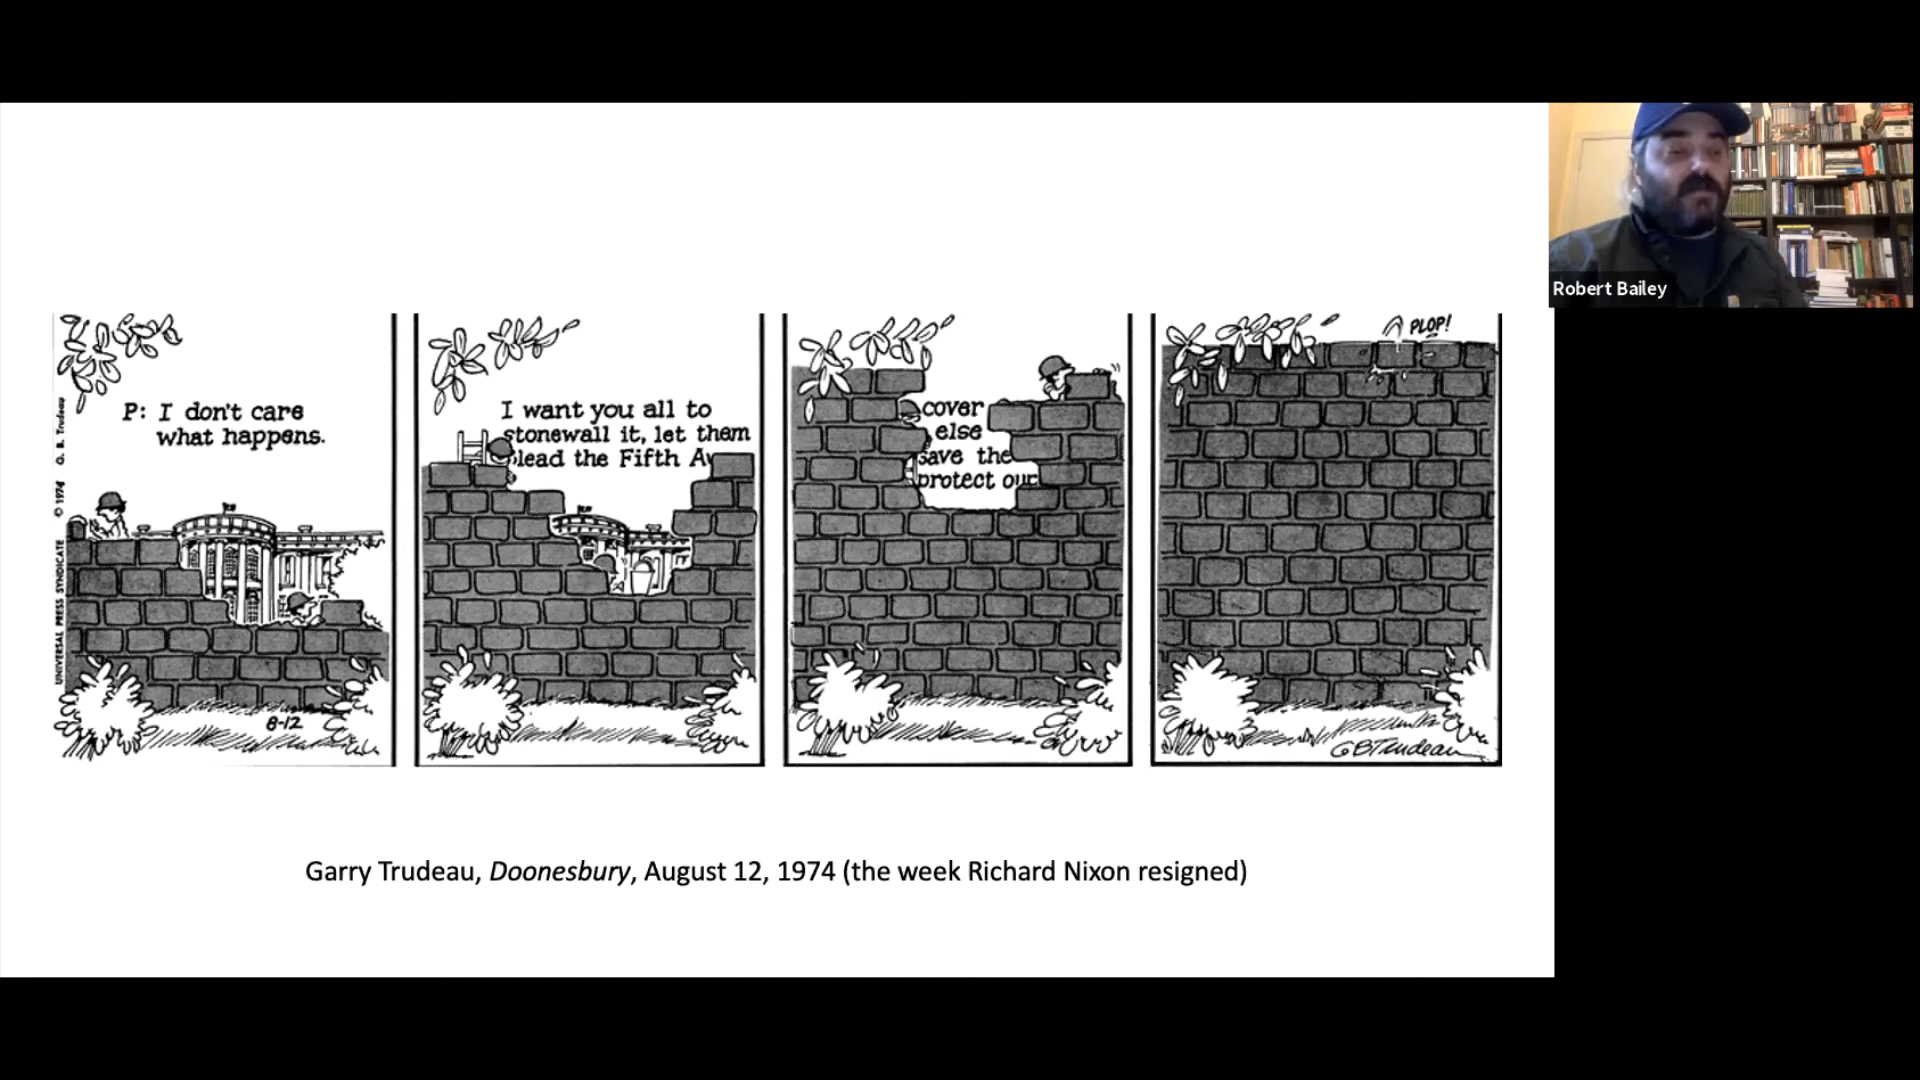 Robert Bailey
P: I don't care
what happens.
UNIVERSAL PRESS SYNDICATE © 1974 G. B. Trudeau
8-12
I want you all to
stonewall it, let them
lead the Fifth A
cover
else
save the
protect our
PLOP!
GBTrudeau
Garry Trudeau, Doonesbury, August 12, 1974 (the week Richard Nixon resigned)